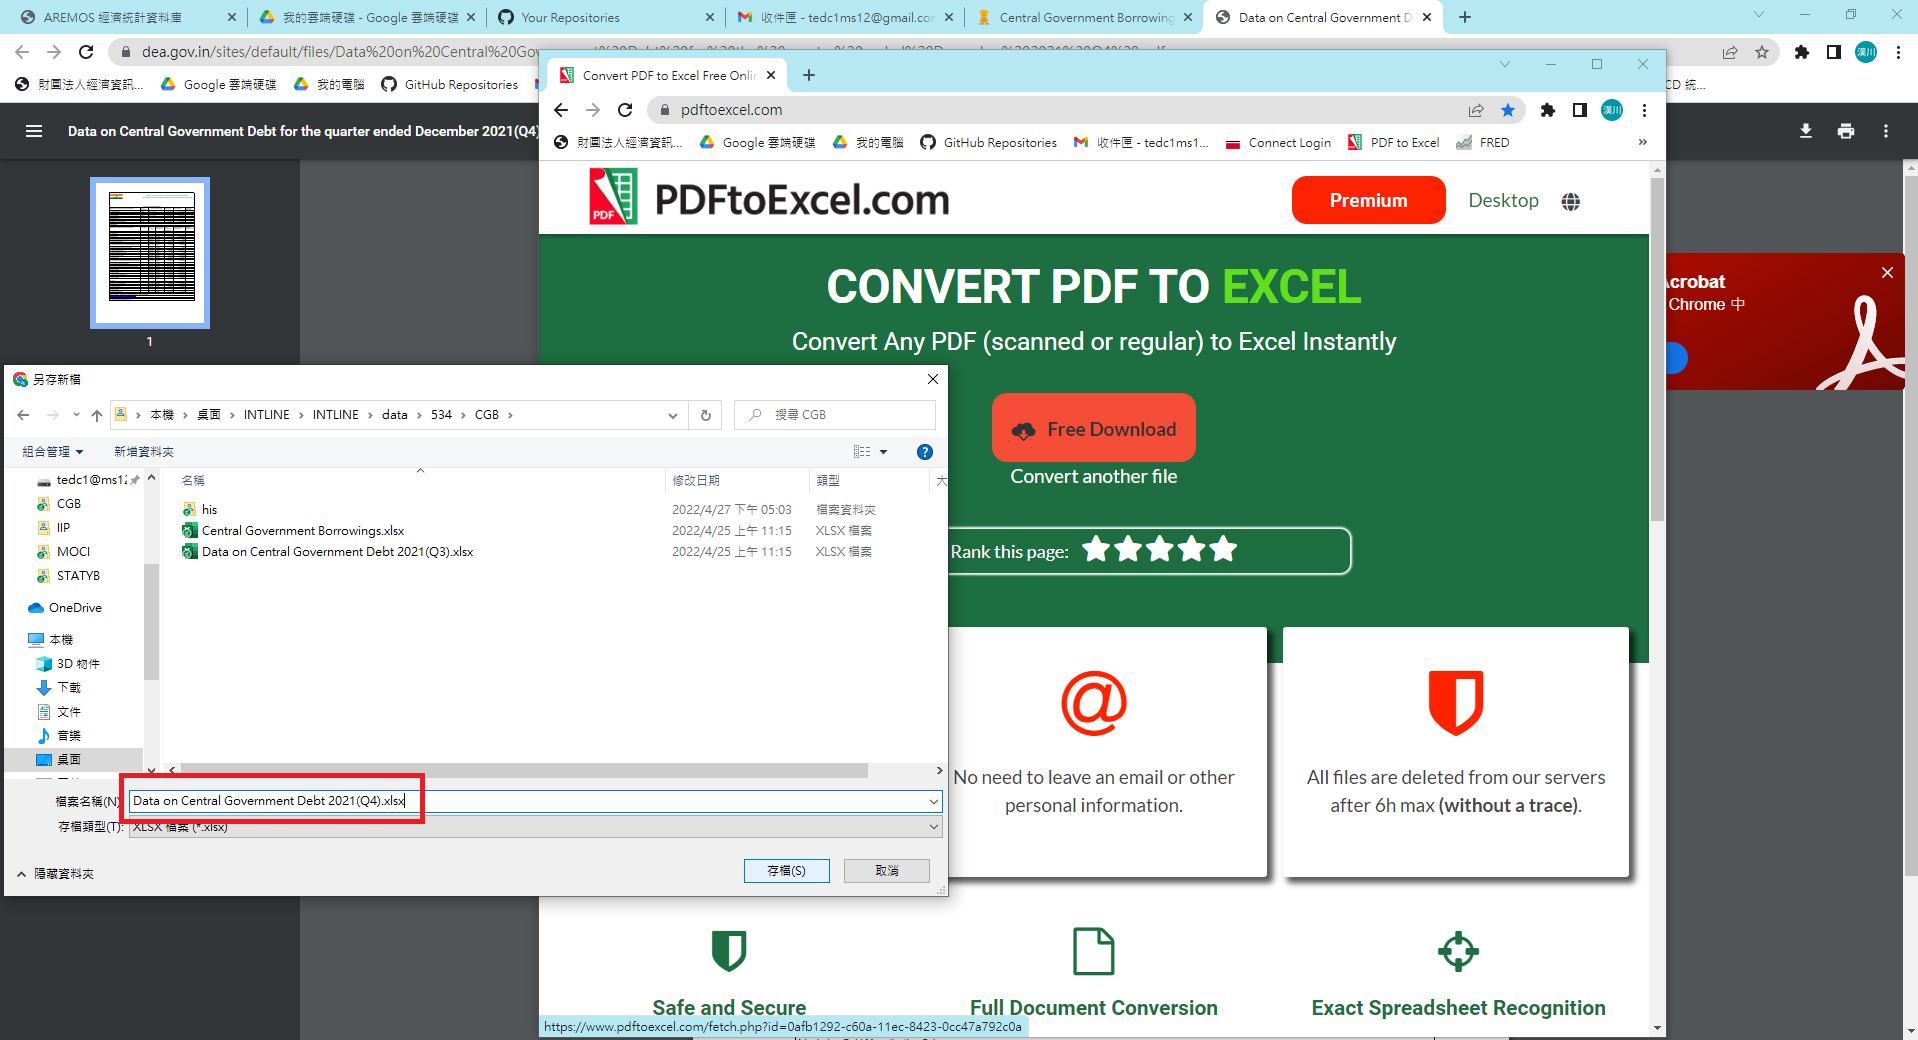 AREMOS 經濟統計資料庫
我的雲端硬碟 - Google 雲端硬碟
Your Repositories
收件匣 - tedc1ms12@gmail.com
Central Government Borrowing
Data on Central Government D
dea.gov.in/sites/default/files/Data%20on%20Central%20Gov
財團法人經濟資訊...
Google 雲端硬碟
我的電腦
GitHub Repositories
CD 統...
漢川
Data on Central Government Debt for the quarter ended December 2021(Q4)
1
Convert PDF to Excel Free Onlin
pdftoexcel.com
漢川
財團法人經濟資訊...
Google 雲端硬碟
我的電腦
GitHub Repositories
收件匣 - tedc1ms1...
Connect Login
PDF to Excel
FRED
»
PDF
PDFtoExcel.com
Premium
Desktop
CONVERT PDF TO EXCEL
Convert Any PDF (scanned or regular) to Excel Instantly
Free Download
Convert another file
Rank this page:
No need to leave an email or other
personal information.
All files are deleted from our servers
after 6h max (without a trace).
Safe and Secure
Full Document Conversion
Exact Spreadsheet Recognition
https://www.pdftoexcel.com/fetch.php?id=0afb1292-c60a-11ec-8423-0cc47a792c0a
Acrobat
Chrome 中
另存新檔
本機 › 桌面 › INTLINE › INTLINE › data › 534 › CGB ›
搜尋 CGB
組合管理
新增資料夾
名稱
修改日期
類型
大
his
2022/4/27 下午 05:03
檔案資料夾
Central Government Borrowings.xlsx
2022/4/25 上午 11:15
XLSX 檔案
Data on Central Government Debt 2021(Q3).xlsx
2022/4/25 上午 11:15
XLSX 檔案
tedc1@ms12
CGB
IIP
MOCI
STATYB
OneDrive
本機
3D 物件
下載
文件
音樂
桌面
檔案名稱(N):
Data on Central Government Debt 2021(Q4).xlsx
存檔類型(T):
XLSX 檔案 (*.xlsx)
隱藏資料夾
存檔(S)
取消